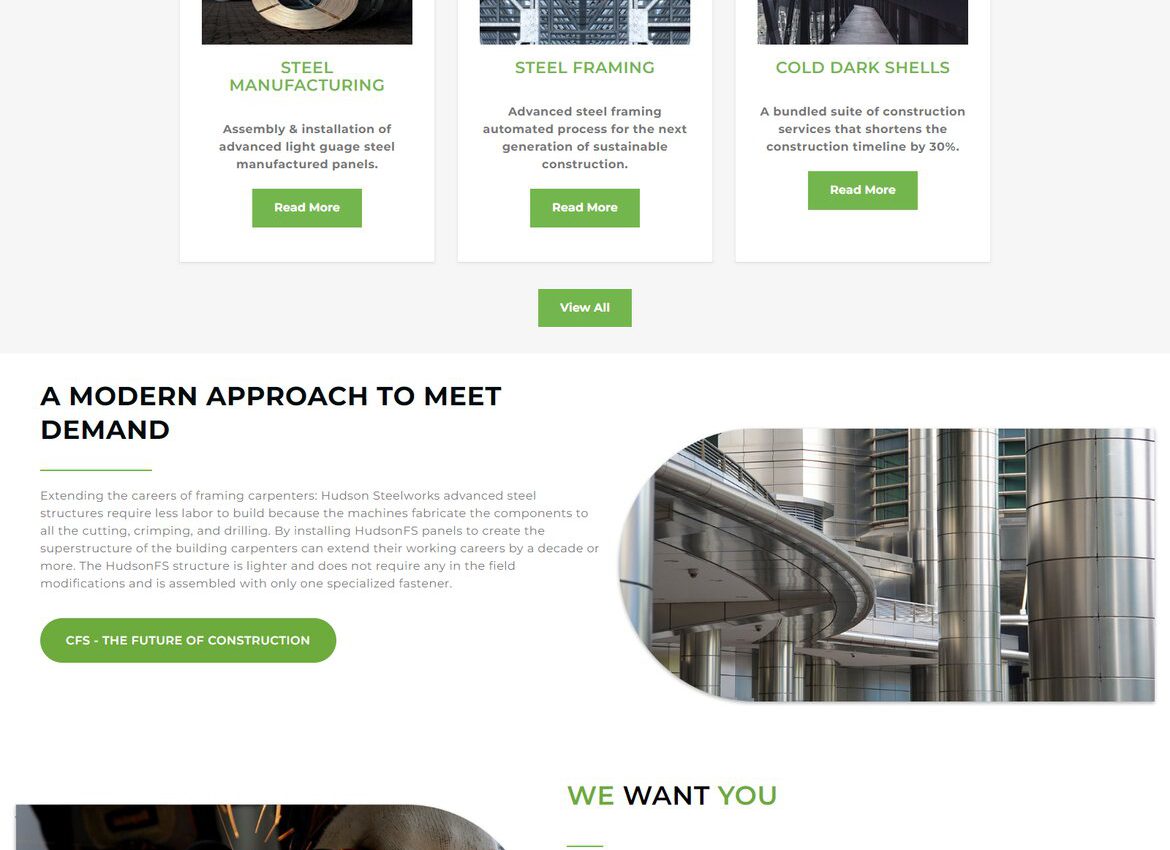 STEEL
MANUFACTURING
Assembly & installation of
advanced light guage steel
manufactured panels.
Read More
STEEL FRAMING
Advanced steel framing
automated process for the next
generation of sustainable
construction.
Read More
COLD DARK SHELLS
A bundled suite of construction
services that shortens the
construction timeline by 30%.
Read More
View All
A MODERN APPROACH TO MEET
DEMAND
Extending the careers of framing carpenters: Hudson Steelworks advanced steel
structures require less labor to build because the machines fabricate the components to
all the cutting, crimping, and drilling. By installing HudsonFS panels to create the
superstructure of the building carpenters can extend their working careers by a decade or
more. The HudsonFS structure is lighter and does not require any in the field
modifications and is assembled with only one specialized fastener.
CFS - THE FUTURE OF CONSTRUCTION
WE WANT YOU